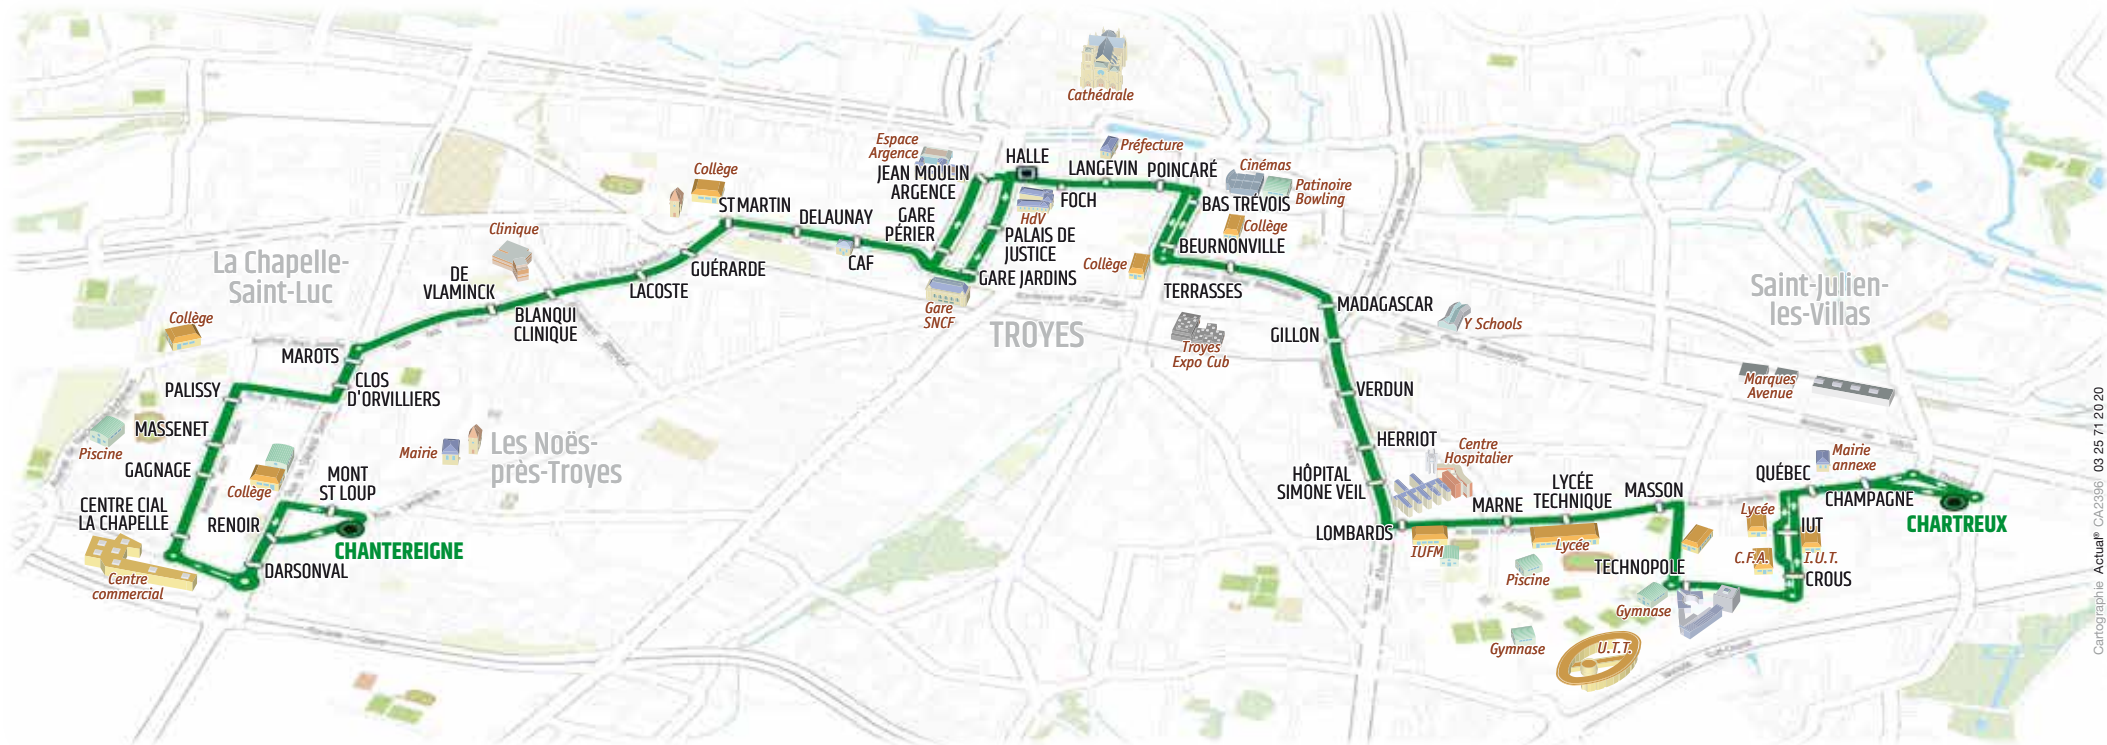 Cathédrale
Espace
Argence
Préfecture
HALLE
LANGEVIN
POINCARÉ
Cinémas
Patinoire
Bowling
Collège
JEAN MOULIN
ARGENCE
FOCH
BAS TRÉVOIS
ST MARTIN
DELAUNAY
GARE
PÉRIER
HdV
PALAIS DE
JUSTICE
Collège
BEURNONVILLE
Clinique
CAF
GUÉRARDE
GARE JARDINS
Collège
La Chapelle-
Saint-Luc
DE
VLAMINCK
LACOSTE
TERRASSES
MADAGASCAR
Saint-Julien-
les-Villas
BLANQUI
CLINIQUE
Gare
SNCF
TROYES
GILLON
Y Schools
Troyes
Expo Cub
Collège
MAROTS
PALISSY
CLOS
D'ORVILLIERS
VERDUN
Marques
Avenue
MASSENET
Piscine
Mairie
Les Noës-
près-Troyes
HERRIOT
Centre
Hospitalier
GAGNAGE
Collège
MONT
ST LOUP
HÔPITAL
SIMONE VEIL
LYCÉE
TECHNIQUE
MASSON
QUÉBEC
Mairie
annexe
CENTRE CIAL
LA CHAPELLE
RENOIR
MARNE
CHAMPAGNE
CHARTREUX
CHANTEREIGNE
LOMBARDS
IUFM
Lycée
Lycée
IUT
DARSONVAL
Centre
commercial
Piscine
TECHNOPOLE
C.F.A.
I.U.T.
CROUS
Gymnase
Gymnase
U.T.T.
Cartographie Actual® CA2396 03 25 71 20 20